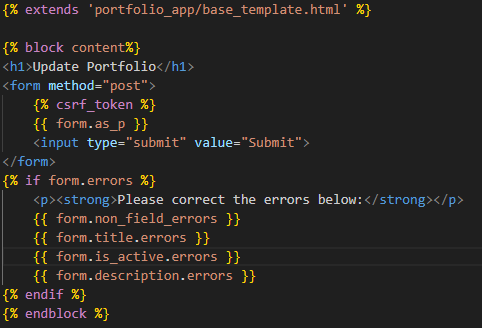 {% extends 'portfolio_app/base_template.html' %}
{% block content%}
<h1>Update Portfolio</h1>
<form method="post">
{% csrf_token %}
{{ form.as_p }}
<input type="submit" value="Submit">
</form>
{% if form.errors %}
<p><strong>Please correct the errors below:</strong></p>
{{ form.non_field_errors }}
{{ form.title.errors }}
{{ form.is_active.errors }}
{{ form.description.errors }}
{% endif %}
{% endblock %}